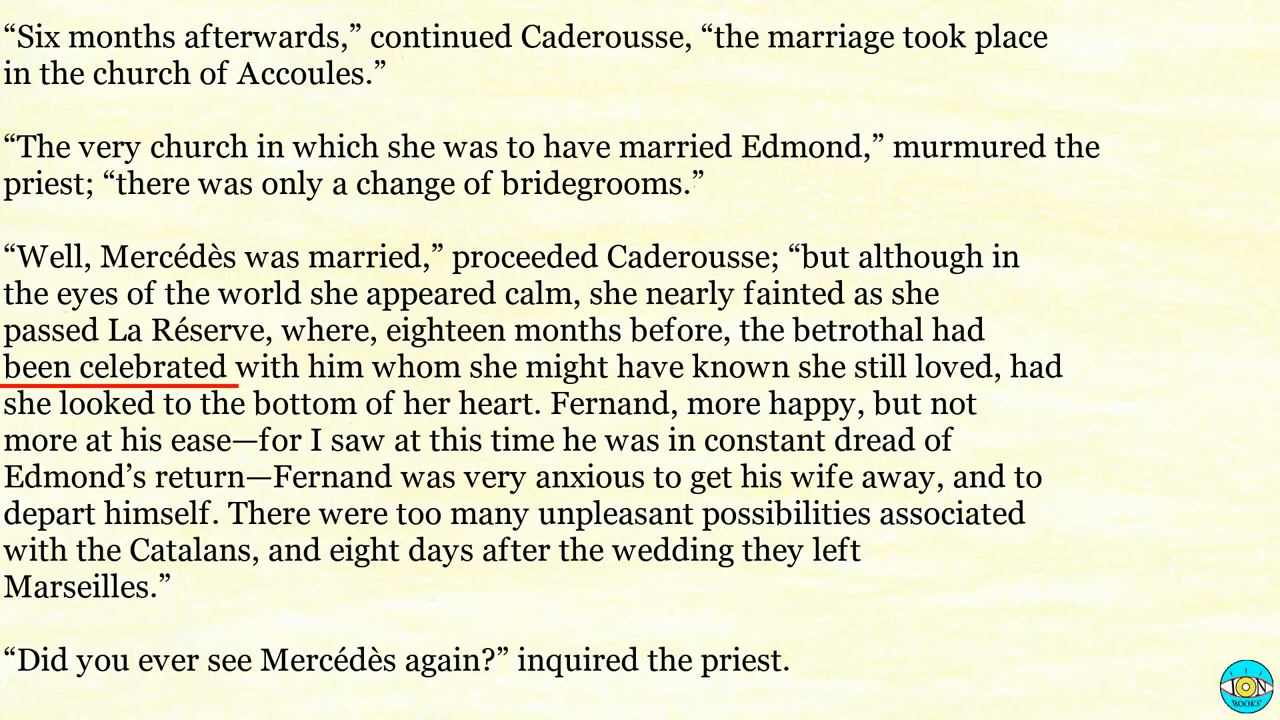 “Six months afterwards,” continued Caderousse, “the marriage took place
in the church of Accoules.”
“The very church in which she was to have married Edmond,” murmured the
priest; “there was only a change of bridegrooms.”
“Well, Mercédès was married,” proceeded Caderousse; “but although in
the eyes of the world she appeared calm, she nearly fainted as she
passed La Réserve, where, eighteen months before, the betrothal had
been celebrated with him whom she might have known she still loved, had
she looked to the bottom of her heart. Fernand, more happy, but not
more at his ease—for I saw at this time he was in constant dread of
Edmond’s return—Fernand was very anxious to get his wife away, and to
depart himself. There were too many unpleasant possibilities associated
with the Catalans, and eight days after the wedding they left
Marseilles.”
“Did you ever see Mercédès again?” inquired the priest.
ION
BOOKS